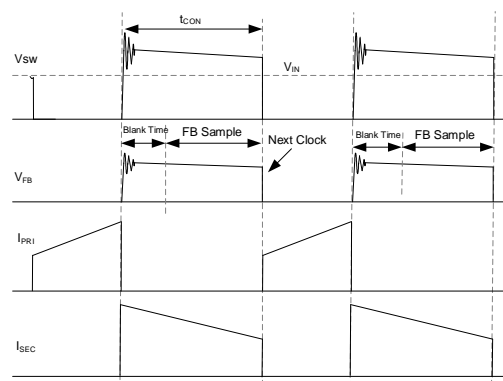 tCON
Vsw
VIN
Blank Time
FB Sample
Next Clock
Blank Time
FB Sample
VFB
IPRI
ISEC